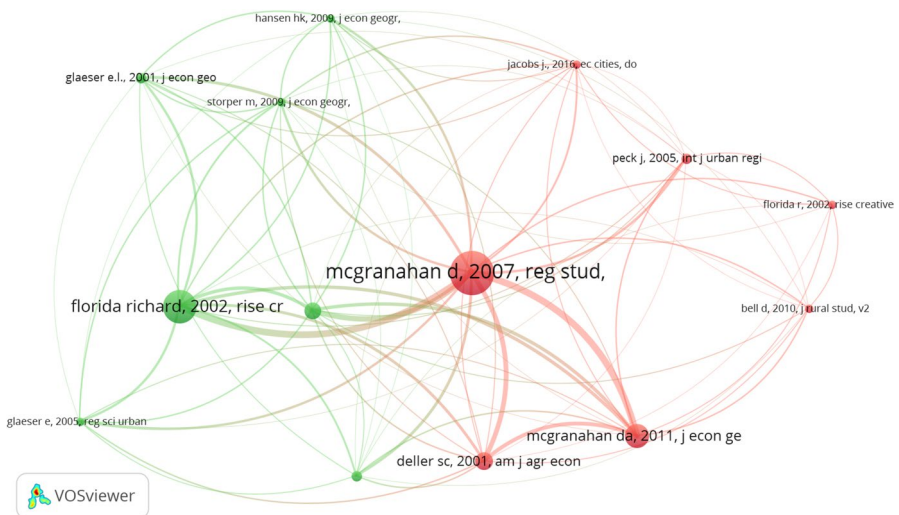 hansen hk, 2009, j econ geogr,
jacobs j., 2016, ec cities, do
glaeser e.l., 2001, j econ geo
storper m, 2009, j econ geogr,
peck j, 2005, int j urban regi
florida r, 2002, rise creative
mcgranahan d, 2007, reg stud,
florida richard, 2002, rise cr
bell d, 2010, j rural stud, v2
glaeser e, 2005, reg sci urban
mcgranahan da, 2011, j econ ge
deller sc, 2001, am j agr econ
VOSviewer